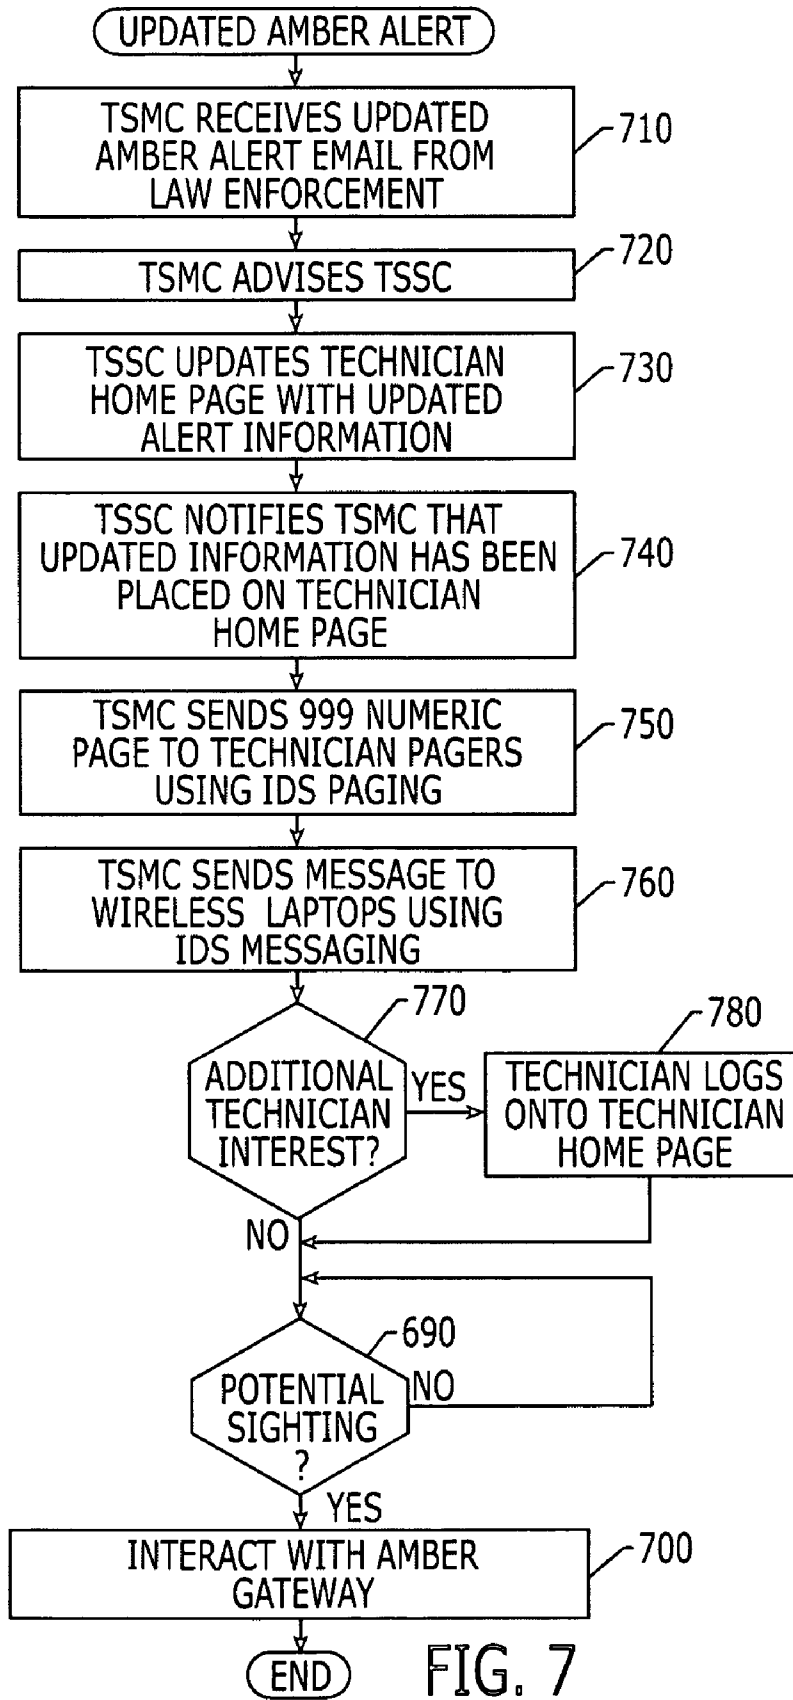 UPDATED AMBER ALERT
TSMC RECEIVES UPDATED
AMBER ALERT EMAIL FROM
LAW ENFORCEMENT
710
TSMC ADVISES TSSC
720
TSSC UPDATES TECHNICIAN
HOME PAGE WITH UPDATED
ALERT INFORMATION
730
TSSC NOTIFIES TSMC THAT
UPDATED INFORMATION HAS BEEN
PLACED ON TECHNICIAN
HOME PAGE
740
TSMC SENDS 999 NUMERIC
PAGE TO TECHNICIAN PAGERS
USING IDS PAGING
750
TSMC SENDS MESSAGE TO
WIRELESS LAPTOPS USING
IDS MESSAGING
760
770
ADDITIONAL
TECHNICIAN
INTEREST?
YES
780
TECHNICIAN LOGS
ONTO TECHNICIAN
HOME PAGE
NO
690
POTENTIAL
SIGHTING
?
NO
YES
INTERACT WITH AMBER
GATEWAY
700
END
FIG. 7